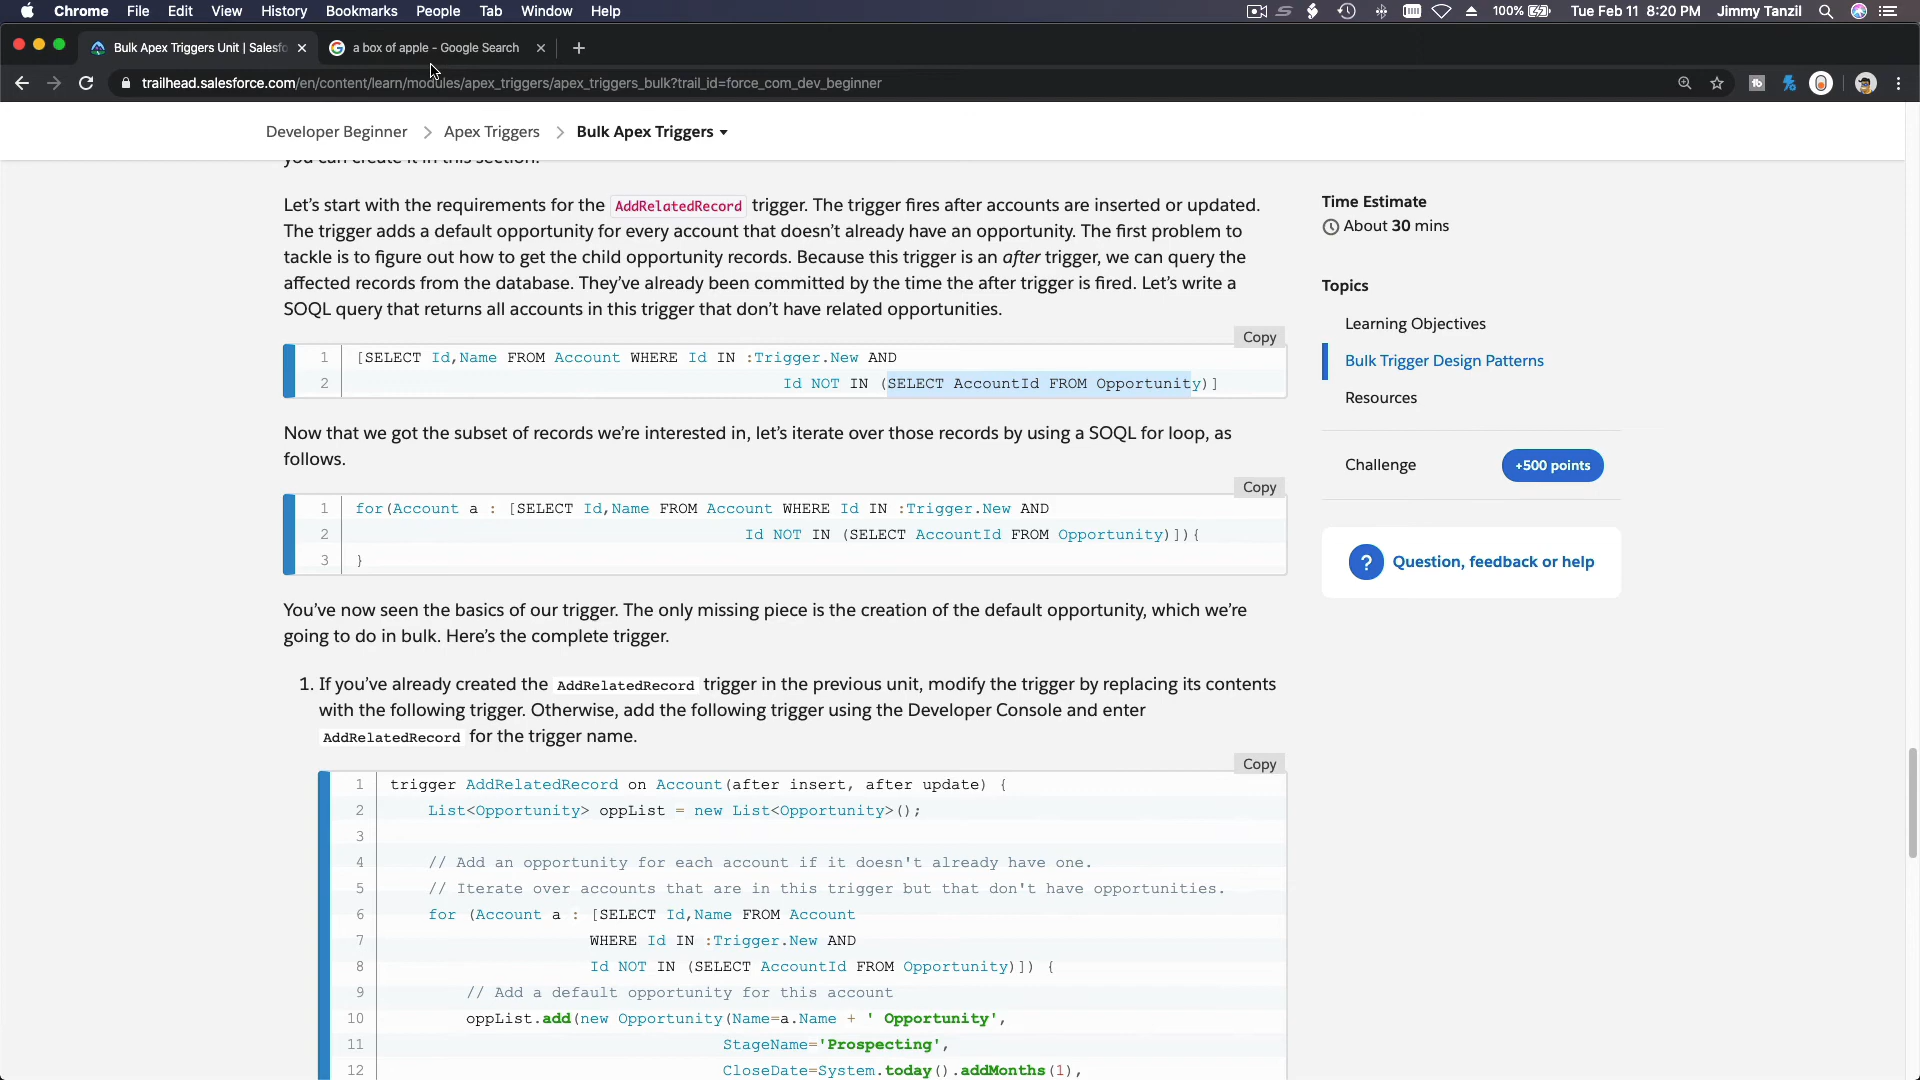 Chrome File Edit View History Bookmarks People Tab Window Help 100% Tue Feb 11 8:20 PM Jimmy Tanzil
Bulk Apex Triggers Unit | Salesfo a box of apple - Google Search
trailhead.salesforce.com/en/content/learn/modules/apex_triggers/apex_triggers_bulk?trail_id=force_com_dev_beginner
Developer Beginner > Apex Triggers > Bulk Apex Triggers
you can create it in this section.
Let’s start with the requirements for the AddRelatedRecord trigger. The trigger fires after accounts are inserted or updated.
The trigger adds a default opportunity for every account that doesn’t already have an opportunity. The first problem to
tackle is to figure out how to get the child opportunity records. Because this trigger is an after trigger, we can query the
affected records from the database. They’ve already been committed by the time the after trigger is fired. Let’s write a
SOQL query that returns all accounts in this trigger that don’t have related opportunities.
Copy
1 [SELECT Id,Name FROM Account WHERE Id IN :Trigger.New AND
2 Id NOT IN (SELECT AccountId FROM Opportunity)]
Now that we got the subset of records we’re interested in, let’s iterate over those records by using a SOQL for loop, as
follows.
Copy
1 for(Account a : [SELECT Id,Name FROM Account WHERE Id IN :Trigger.New AND
2 Id NOT IN (SELECT AccountId FROM Opportunity)]){
3 }
You’ve now seen the basics of our trigger. The only missing piece is the creation of the default opportunity, which we’re
going to do in bulk. Here’s the complete trigger.
1. If you’ve already created the AddRelatedRecord trigger in the previous unit, modify the trigger by replacing its contents
with the following trigger. Otherwise, add the following trigger using the Developer Console and enter
AddRelatedRecord for the trigger name.
Copy
1 trigger AddRelatedRecord on Account(after insert, after update) {
2 List<Opportunity> oppList = new List<Opportunity>();
3
4 // Add an opportunity for each account if it doesn't already have one.
5 // Iterate over accounts that are in this trigger but that don't have opportunities.
6 for (Account a : [SELECT Id,Name FROM Account
7 WHERE Id IN :Trigger.New AND
8 Id NOT IN (SELECT AccountId FROM Opportunity)]) {
9 // Add a default opportunity for this account
10 oppList.add(new Opportunity(Name=a.Name + ' Opportunity',
11 StageName='Prospecting',
12 CloseDate=System.today().addMonths(1),
Time Estimate
About 30 mins
Topics
Learning Objectives
Bulk Trigger Design Patterns
Resources
Challenge +500 points
? Question, feedback or help